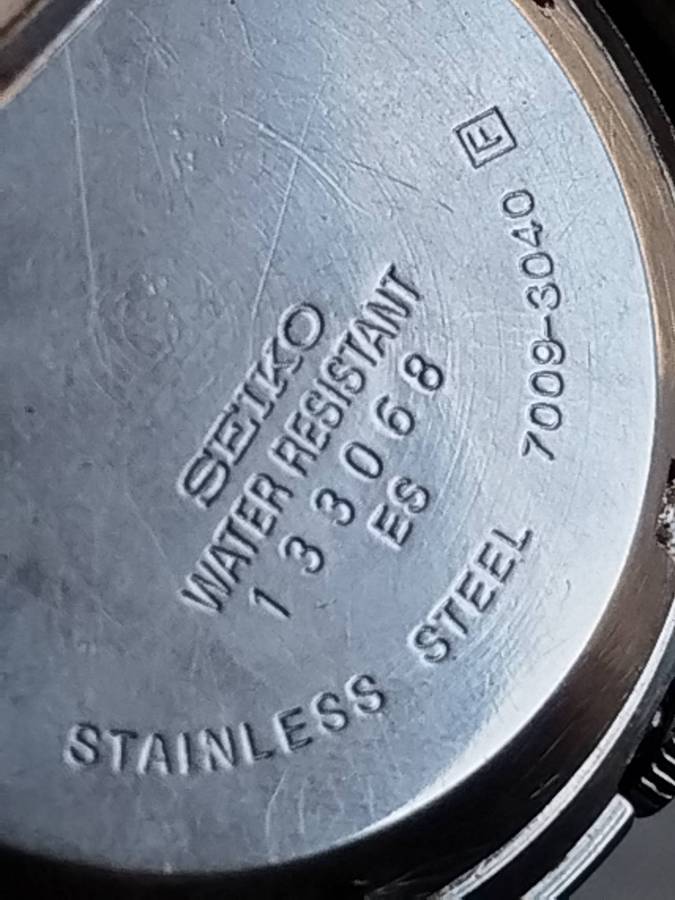 SEIKO
WATER RESISTANT
133068
ES
STAINLESS STEEL
7009-3040 F